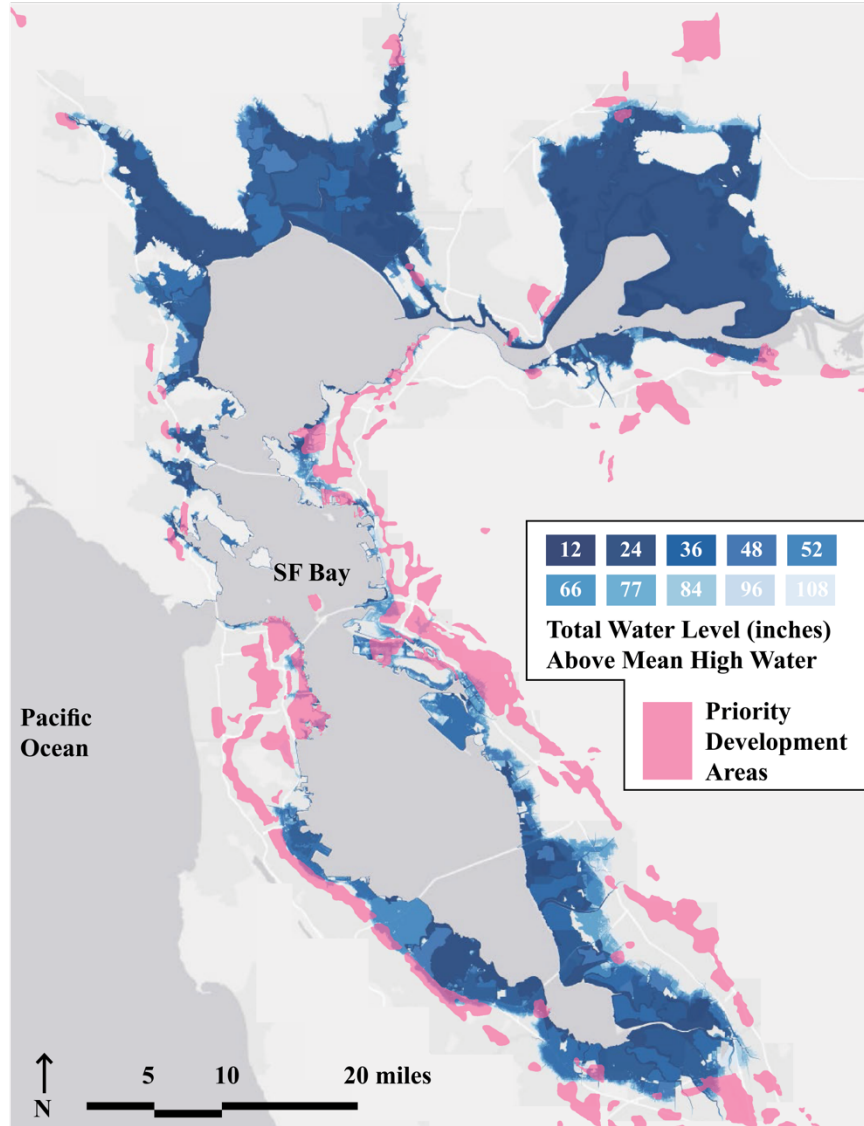 SF Bay
12 24 36 48 52
66 77 84 96 108
Total Water Level (inches)
Above Mean High Water
Priority
Development
Areas
Pacific
Ocean
5 10 20 miles
N